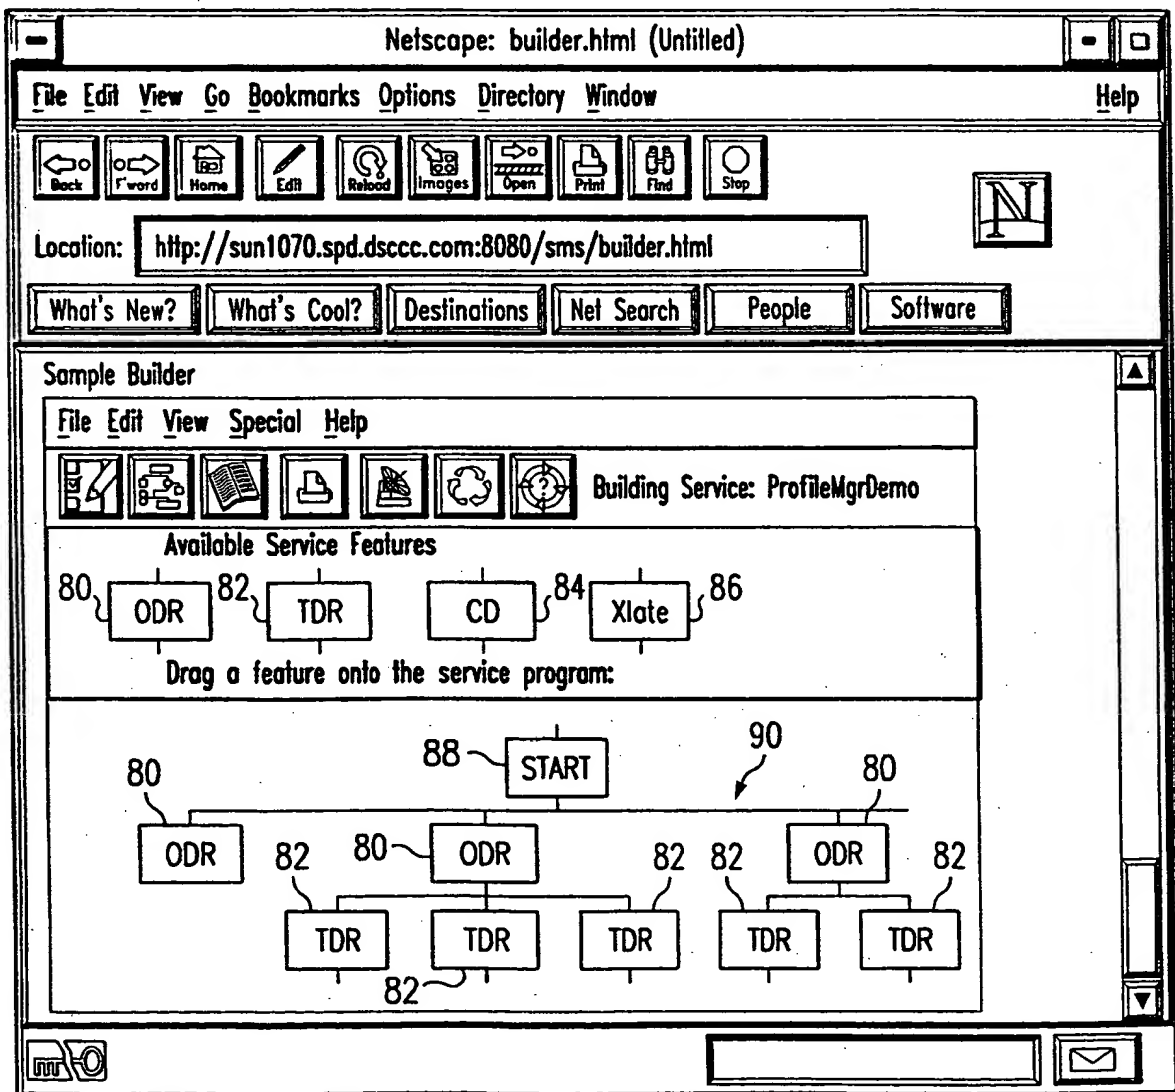 Netscape: builder.html (Untitled)
File Edit View Go Bookmarks Options Directory Window Help
Back F'word Home Edit Reload Images Open Print Find Stop
N
Location: http://sun1070.spd.dsccc.com:8080/sms/builder.html
What's New? What's Cool? Destinations Net Search People Software
Sample Builder
File Edit View Special Help
? Building Service: ProfileMgrDemo
Available Service Features
80 ODR 82 TDR CD 84 Xlate 86
Drag a feature onto the service program:
88 START 90
80 80
ODR 80 ODR ODR
82 82 82 82
TDR TDR TDR TDR TDR
82